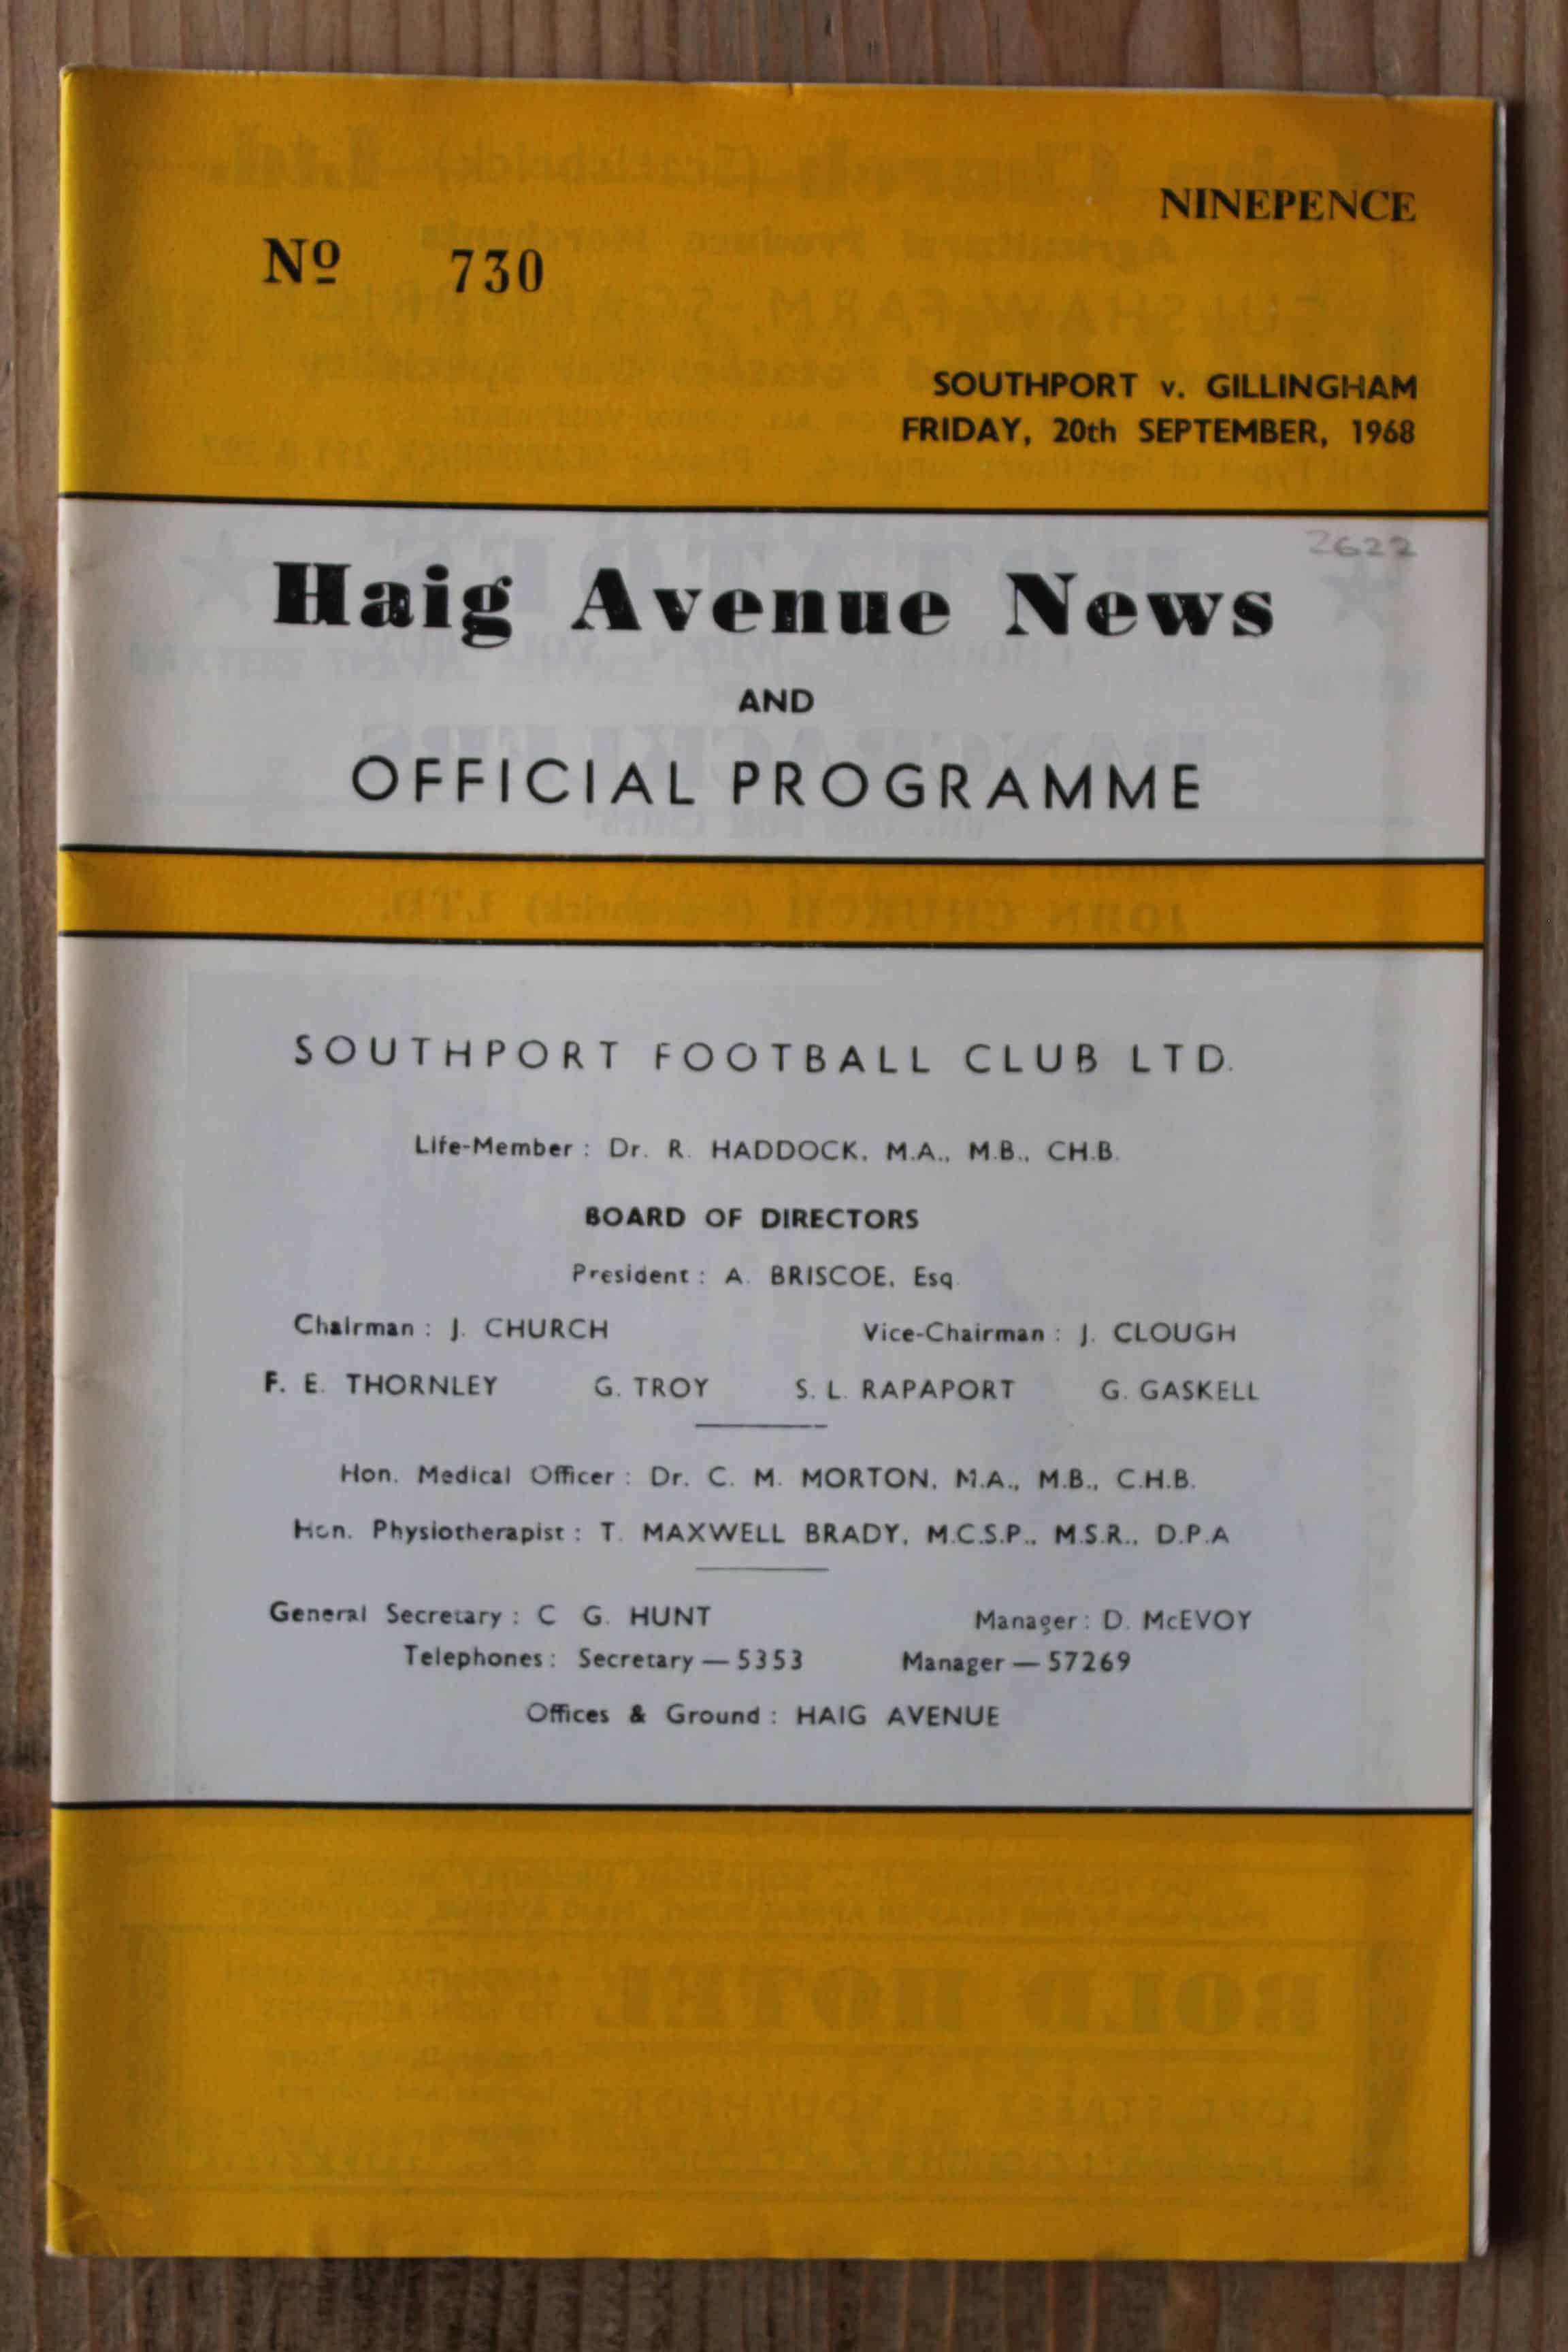 NINEPENCE
Nº 730
SOUTHPORT v. GILLINGHAM
FRIDAY, 20th SEPTEMBER, 1968
2622
Haig Avenue News
AND
OFFICIAL PROGRAMME
SOUTHPORT FOOTBALL CLUB LTD.
Life-Member : Dr. R. HADDOCK, M.A., M.B., CH.B.
BOARD OF DIRECTORS
President : A. BRISCOE, Esq
Chairman : J. CHURCH Vice-Chairman : J. CLOUGH
F. E. THORNLEY G. TROY S. L. RAPAPORT G. GASKELL
Hon. Medical Officer : Dr. C. M. MORTON, M.A., M.B., C.H.B.
Hon. Physiotherapist : T. MAXWELL BRADY, M.C.S.P., M.S.R., D.P.A
General Secretary : C G. HUNT Manager : D. McEVOY
Telephones : Secretary — 5353 Manager — 57269
Offices & Ground : HAIG AVENUE